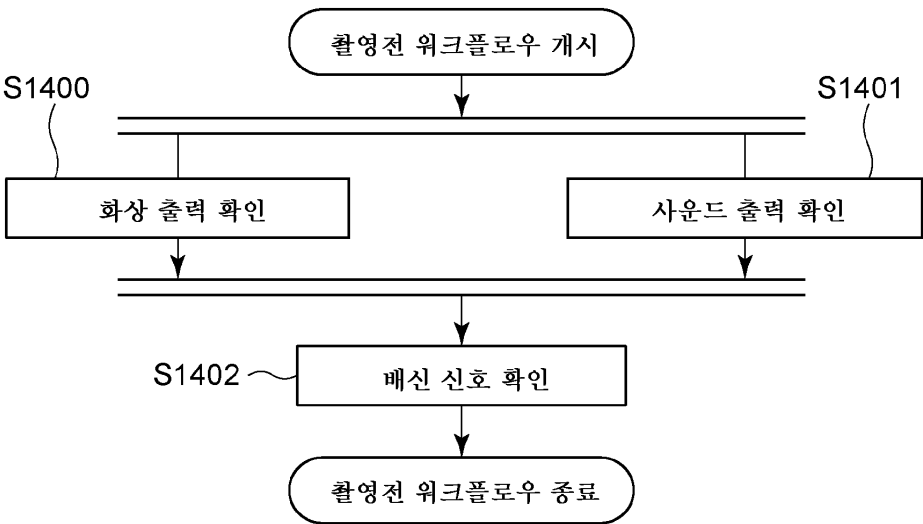 촬영전 워크플로우 개시
S1400
S1401
화상 출력 확인
사운드 출력 확인
S1402
배신 신호 확인
촬영전 워크플로우 종료